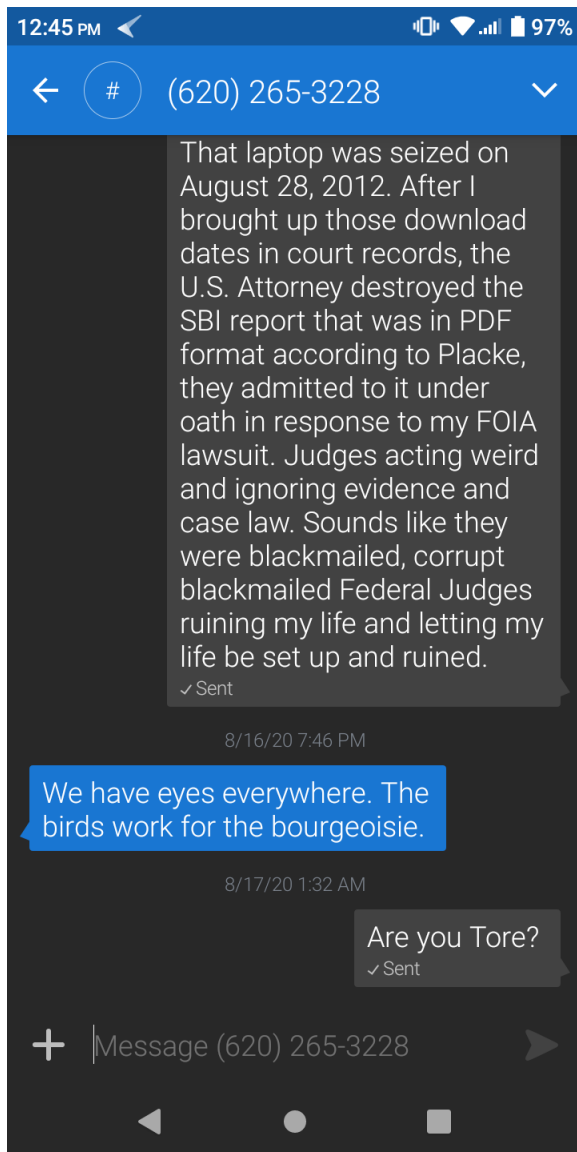 12:45 PM 97%
# (620) 265-3228
That laptop was seized on
August 28, 2012. After I
brought up those download
dates in court records, the
U.S. Attorney destroyed the
SBI report that was in PDF
format according to Placke,
they admitted to it under
oath in response to my FOIA
lawsuit. Judges acting weird
and ignoring evidence and
case law. Sounds like they
were blackmailed, corrupt
blackmailed Federal Judges
ruining my life and letting my
life be set up and ruined.
✓ Sent
8/16/20 7:46 PM
We have eyes everywhere. The
birds work for the bourgeoisie.
8/17/20 1:32 AM
Are you Tore?
✓ Sent
Message (620) 265-3228